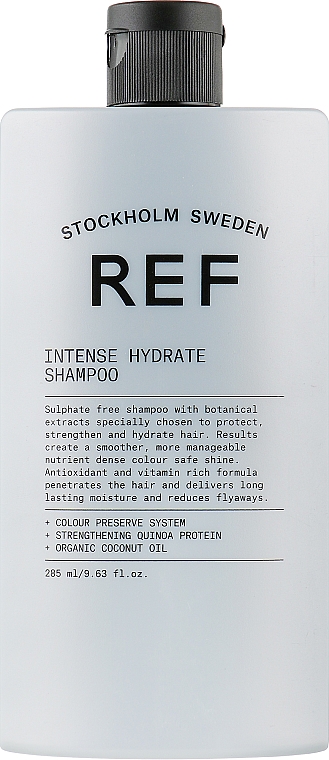 STOCKHOLM SWEDEN
REF
INTENSE HYDRATE
SHAMPOO
Sulphate free shampoo with botanical
extracts specially chosen to protect,
strengthen and hydrate hair. Results
create a smoother, more manageable
nutrient dense colour safe shine.
Antioxidant and vitamin rich formula
penetrates the hair and delivers long
lasting moisture and reduces flyaways.
+ COLOUR PRESERVE SYSTEM
+ STRENGTHENING QUINOA PROTEIN
+ ORGANIC COCONUT OIL
285 ml/9.63 fl.oz.